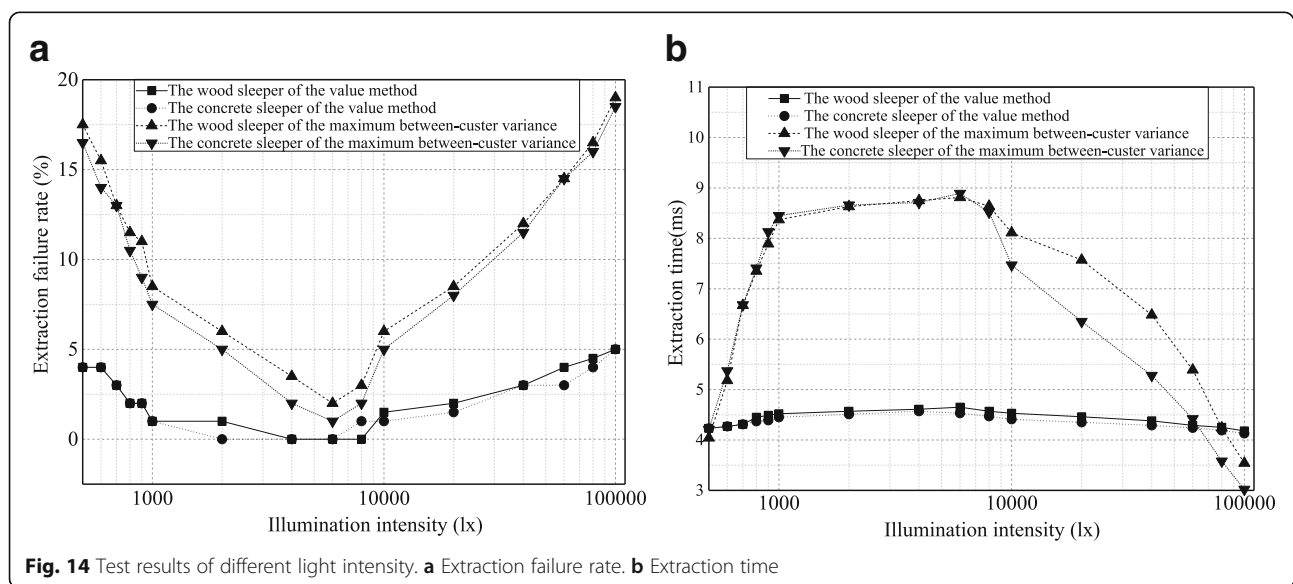 a
20
15
10
5
0
Extraction failure rate (%)
The wood sleeper of the value method
The concrete sleeper of the value method
The wood sleeper of the maximum between-custer variance
The concrete sleeper of the maximum between-custer variance
1000 10000 100000
Illumination intensity (lx)
b
11
10
9
8
7
6
5
4
3
Extraction time(ms)
The wood sleeper of the value method
The concrete sleeper of the value method
The wood sleeper of the maximum between-custer variance
The concrete sleeper of the maximum between-custer variance
1000 10000 100000
Illumination intensity (lx)
Fig. 14 Test results of different light intensity. a Extraction failure rate. b Extraction time